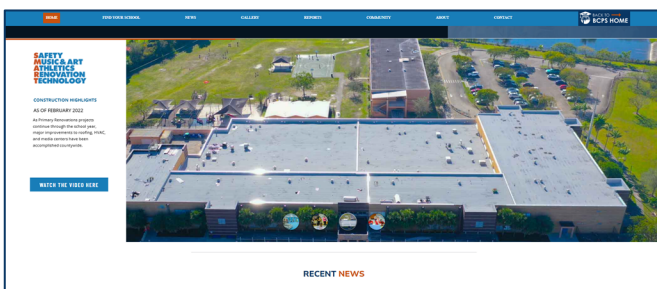 HOME FIND YOUR SCHOOL NEWS GALLERY REPORTS COMMUNITY ABOUT CONTACT
BACK TO
BCPS HOME
SAFETY
MUSIC & ART
ATHLETICS
RENOVATION
TECHNOLOGY
CONSTRUCTION HIGHLIGHTS
AS OF FEBRUARY 2022
As Primary Renovations projects
continue through the school year,
major improvements to roofing, HVAC,
and media centers have been
accomplished countywide.
WATCH THE VIDEO HERE
RECENT NEWS